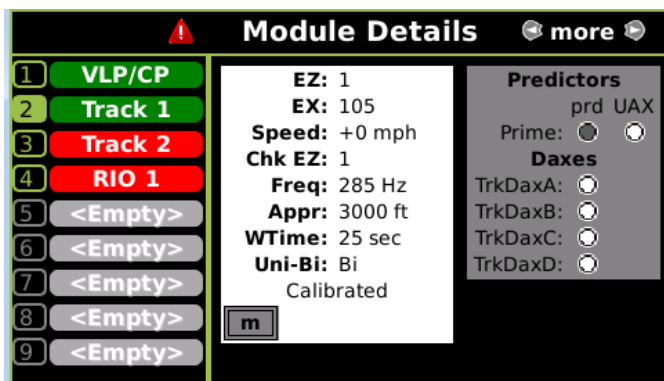 Module Details
more
1 VLP/CP
2 Track 1
3 Track 2
4 RIO 1
5 <Empty>
6 <Empty>
7 <Empty>
8 <Empty>
9 <Empty>
EZ: 1
EX: 105
Speed: +0 mph
Chk EZ: 1
Freq: 285 Hz
Appr: 3000 ft
WTime: 25 sec
Uni-Bi: Bi
Calibrated
m
Predictors
prd UAX
Prime:
Daxes
TrkDaxA:
TrkDaxB:
TrkDaxC:
TrkDaxD: